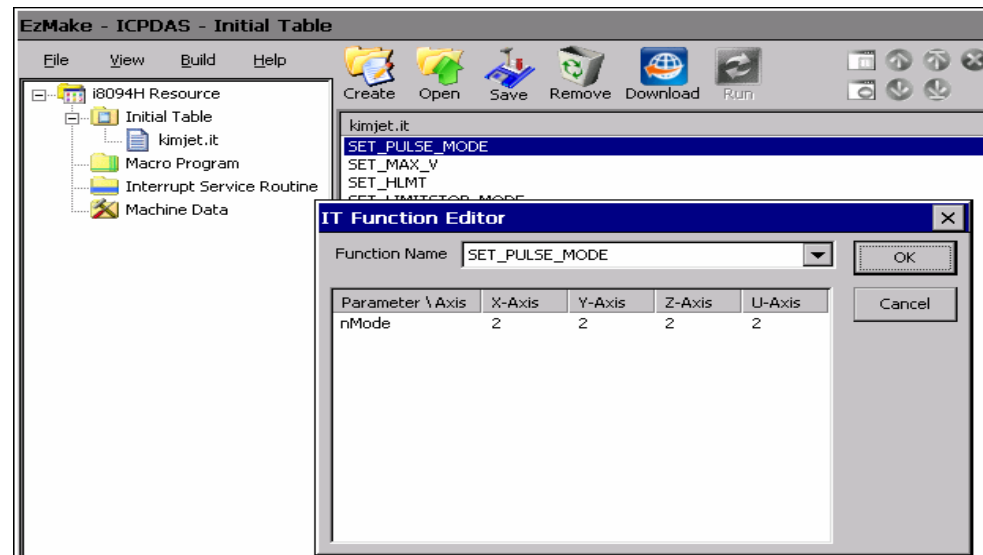 EzMake - ICPDAS - Initial Table
File View Build Help
Create Open Save Remove Download Run
i8094H Resource
Initial Table
kimjet.it
Macro Program
Interrupt Service Routine
Machine Data
kimjet.it
SET_PULSE_MODE
SET_MAX_V
SET_HLMT
SET_LIMITSTOP_MODE
IT Function Editor
Function Name SET_PULSE_MODE
OK
Cancel
Parameter \ Axis X-Axis Y-Axis Z-Axis U-Axis
nMode 2 2 2 2